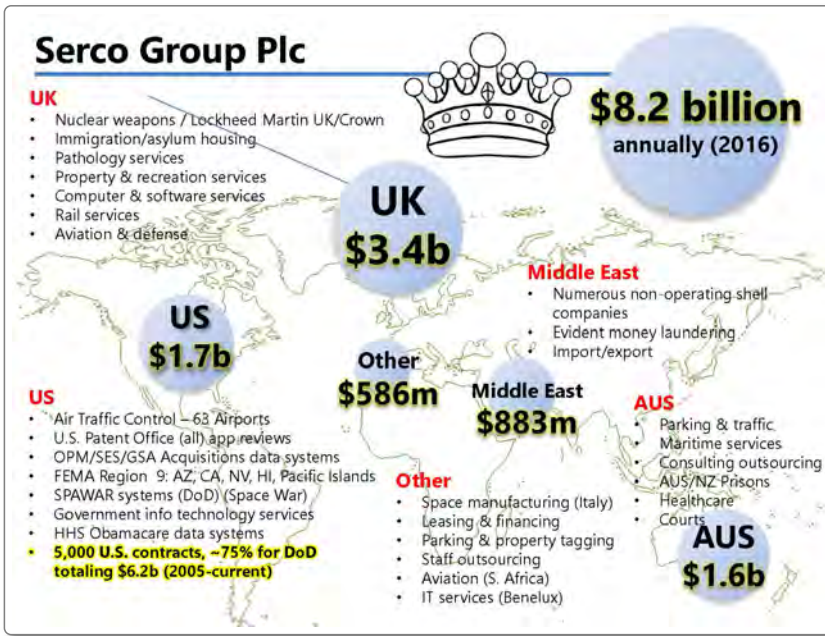 Serco Group Plc
$8.2 billion
annually (2016)
UK
• Nuclear weapons / Lockheed Martin UK/Crown
• Immigration/asylum housing
• Pathology services
• Property & recreation services
• Computer & software services
• Rail services
• Aviation & defense
UK
$3.4b
US
$1.7b
Other
$586m
Middle East
$883m
Middle East
• Numerous non-operating shell
companies
• Evident money laundering
• Import/export
US
• Air Traffic Control – 63 Airports
• U.S. Patent Office (all) app reviews
• OPM/SES/GSA Acquisitions data systems
• FEMA Region 9: AZ, CA, NV, HI, Pacific Islands
• SPAWAR systems (DoD) (Space War)
• Government info technology services
• HHS Obamacare data systems
• 5,000 U.S. contracts, ~75% for DoD
totaling $6.2b (2005-current)
Other
• Space manufacturing (Italy)
• Leasing & financing
• Parking & property tagging
• Staff outsourcing
• Aviation (S. Africa)
• IT services (Benelux)
AUS
• Parking & traffic
• Maritime services
• Consulting outsourcing
• AUS/NZ Prisons
• Healthcare
• Courts
AUS
$1.6b